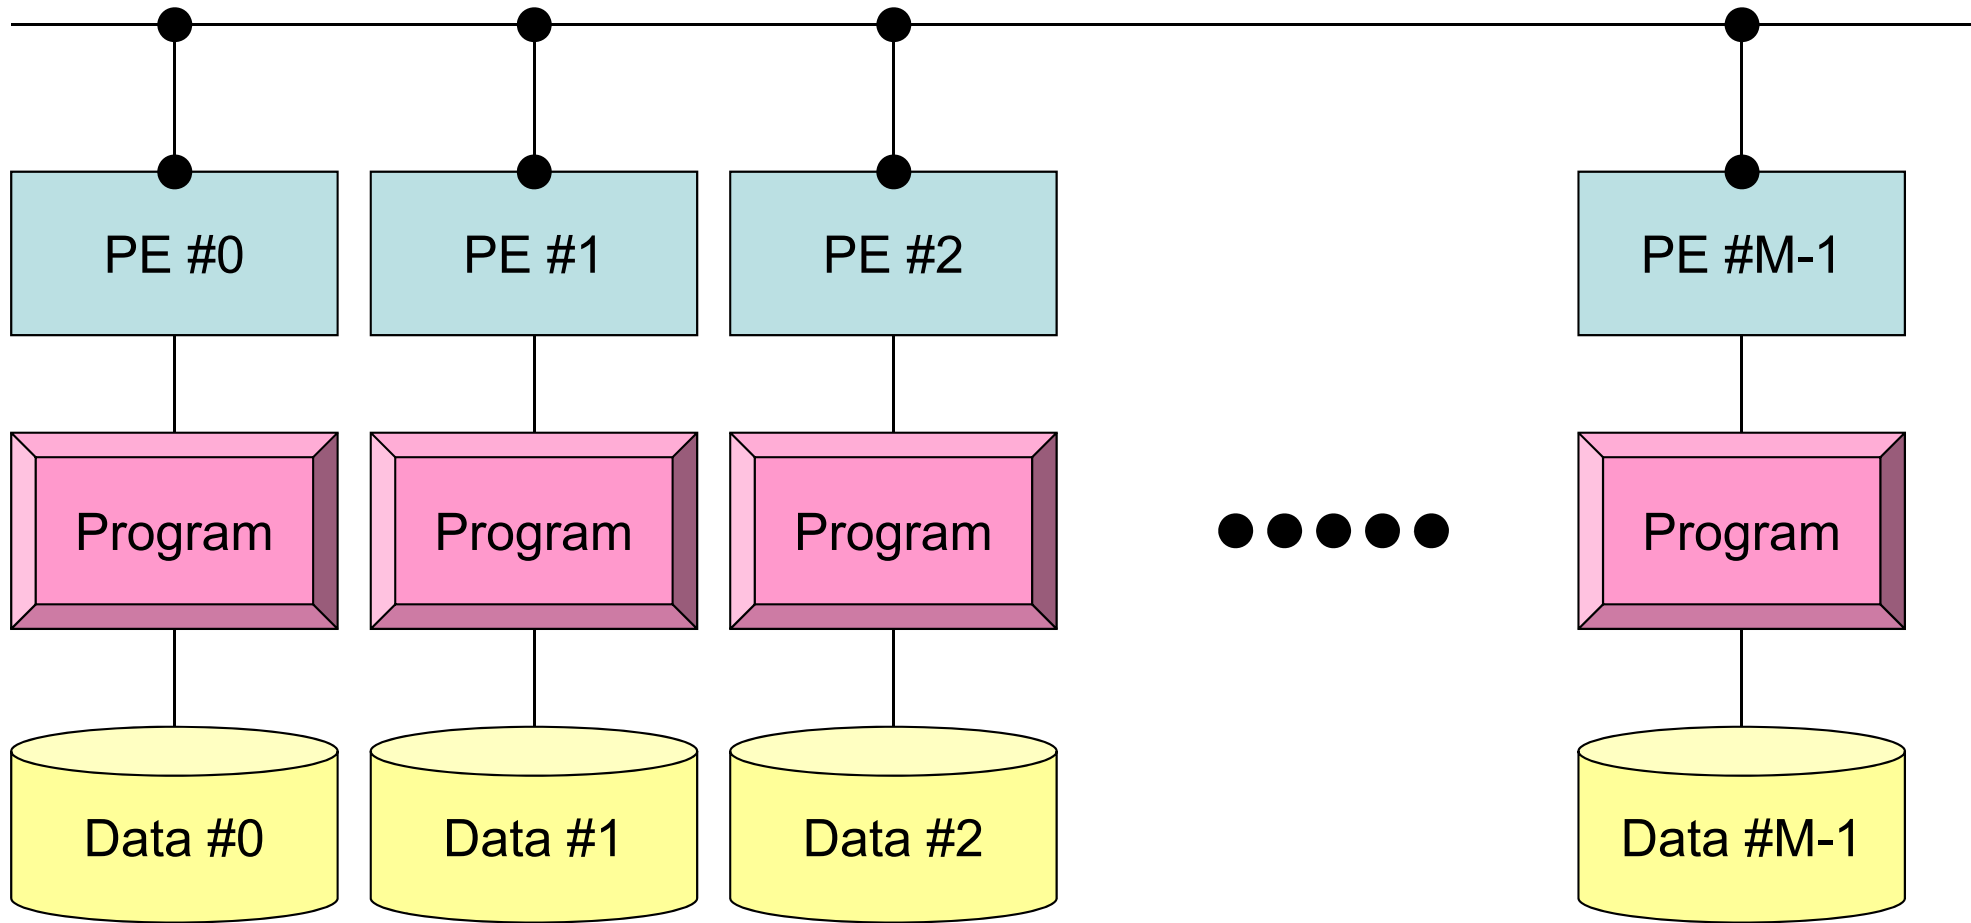 PE #0
PE #1
PE #2
PE #M-1
Program
Program
Program
Program
Data #0
Data #1
Data #2
Data #M-1